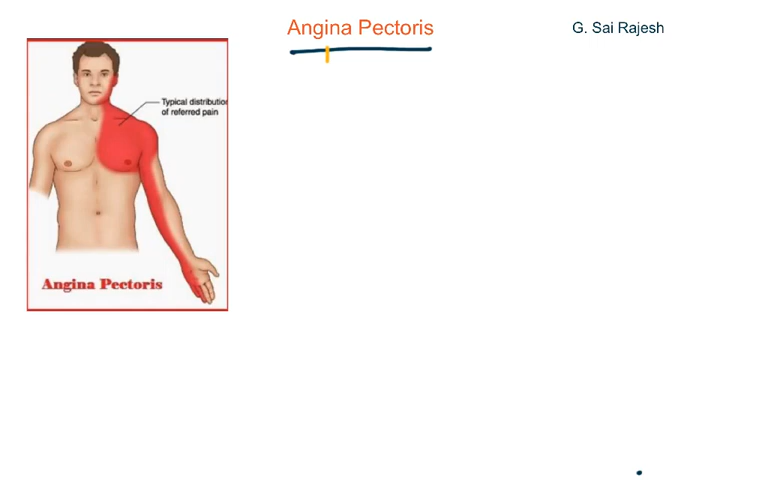 Angina Pectoris
G. Sai Rajesh
Typical distributio
of referred pain
Angina Pectoris